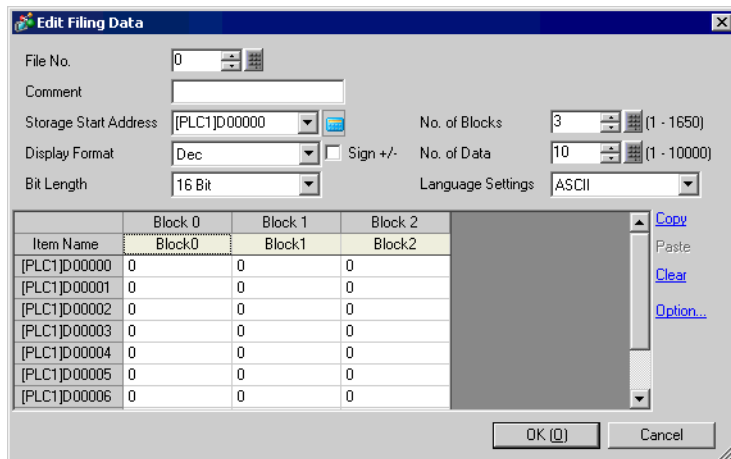 Edit Filing Data
File No. 0
Comment
Storage Start Address [PLC1]D00000 No. of Blocks 3 (1 - 1650)
Display Format Dec Sign +/- No. of Data 10 (1 - 10000)
Bit Length 16 Bit Language Settings ASCII
Block 0 Block 1 Block 2 Copy
Item Name Block0 Block1 Block2 Paste
[PLC1]D00000 0 0 0 Clear
[PLC1]D00001 0 0 0
[PLC1]D00002 0 0 0 Option...
[PLC1]D00003 0 0 0
[PLC1]D00004 0 0 0
[PLC1]D00005 0 0 0
[PLC1]D00006 0 0 0
OK (O) Cancel